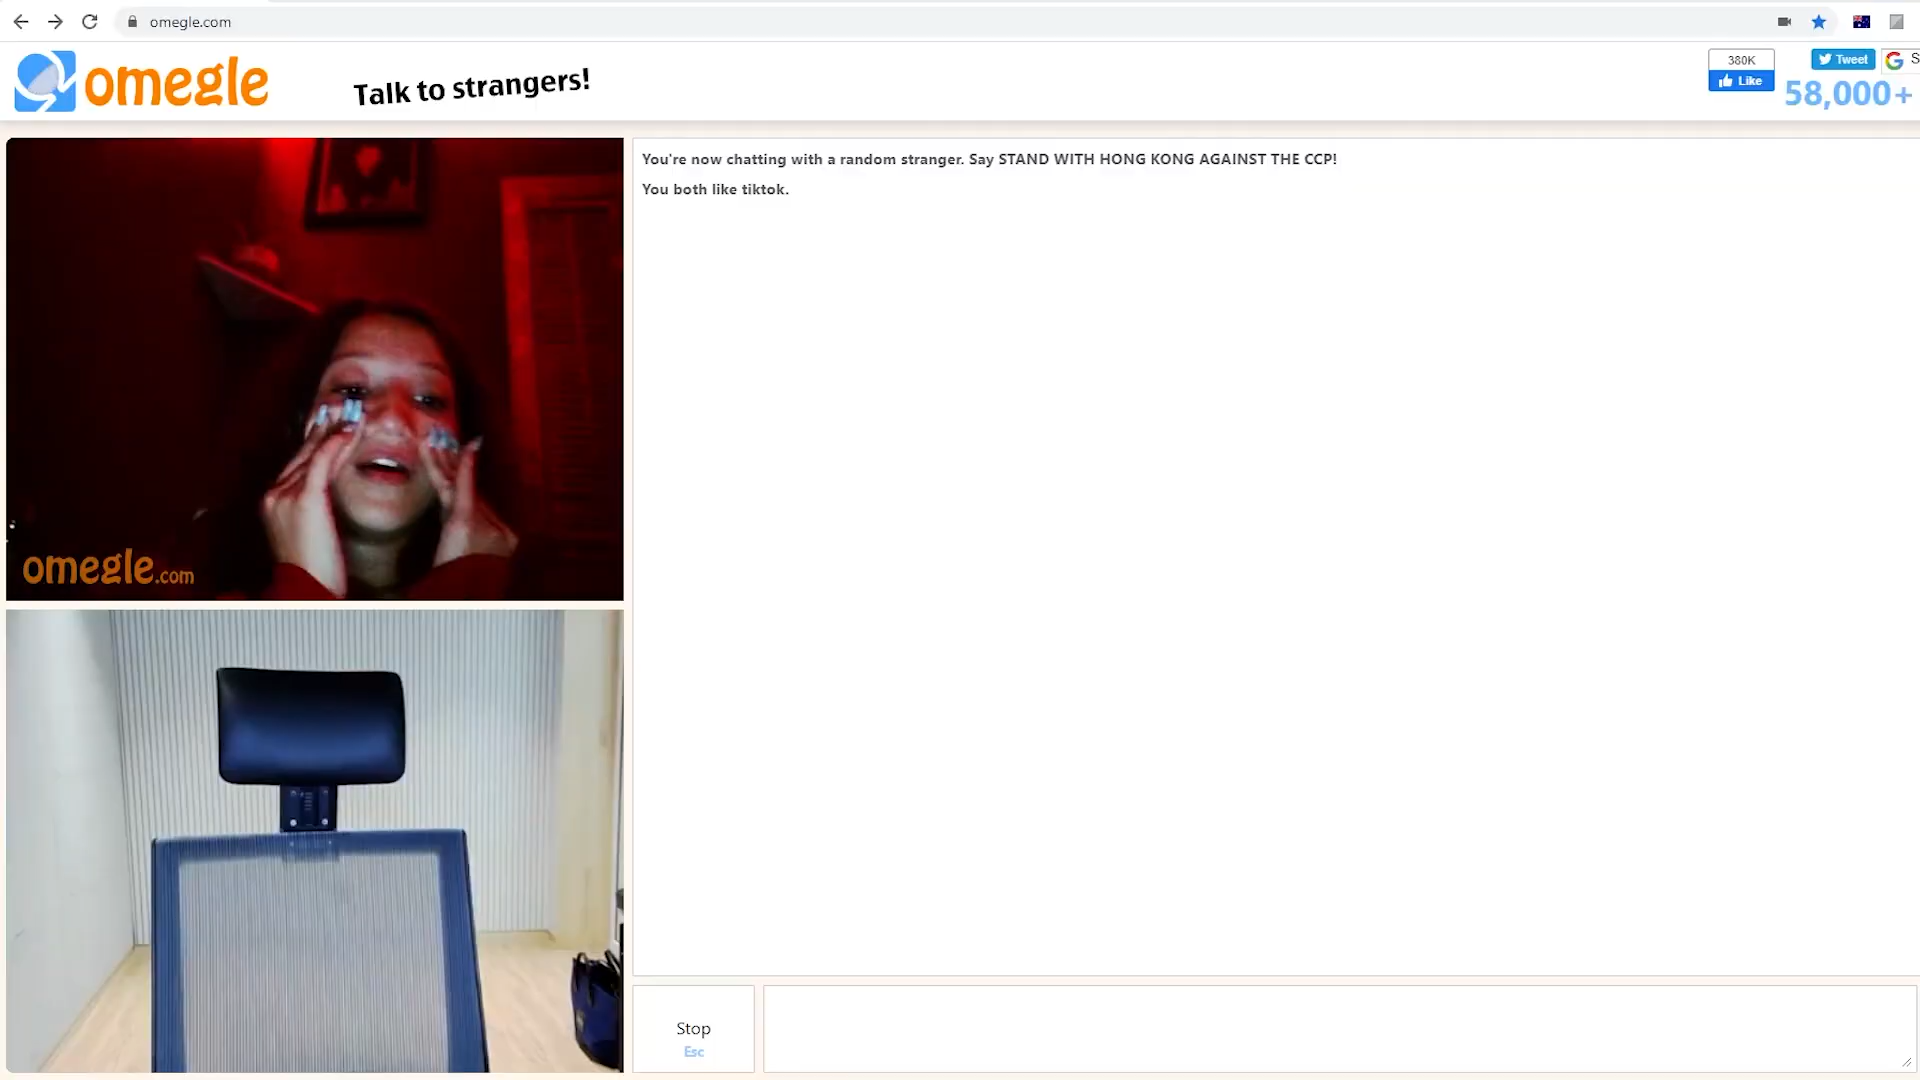 omegle.com
omegle
Talk to strangers!
380K
Like
Tweet
S
58,000+
You're now chatting with a random stranger. Say STAND WITH HONG KONG AGAINST THE CCP!
You both like tiktok.
omegle.com
Stop
Esc